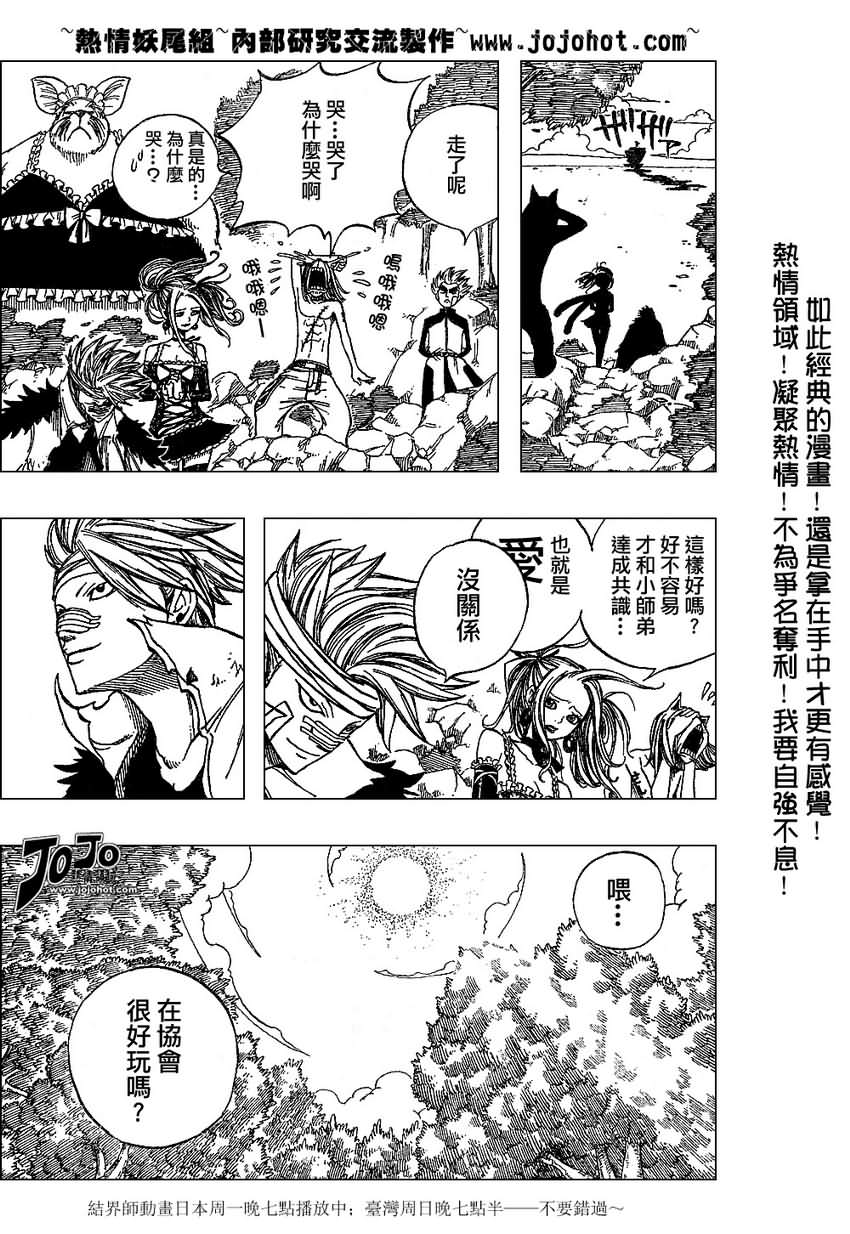 ~熱情妖尾組~內部研究交流製作~www.jojohot.com~
走了呢
哭…哭了
為什麼哭啊
真是的…
為什麼
哭…?
嗚哦哦嗯
哦哦嗯—
這樣好嗎?
好不容易
才和小師弟
達成共識…
也就是
愛
沒關係
喂…
在協會
很好玩嗎?
JOJO
www.jojohot.com
如此經典的漫畫!還是拿在手中才更有感覺!
熱情領域!凝聚熱情!不為爭名奪利!我要自強不息!
結界師動畫日本周一晚七點播放中;臺灣周日晚七點半——不要錯過~